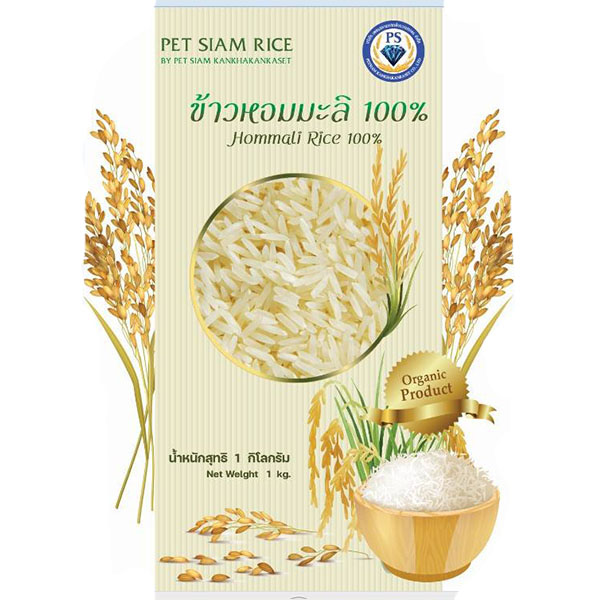 PET SIAM RICE
BY PET SIAM KANKHAKANKASET
PS
ข้าวหอมมะลิ 100%
Hommali Rice 100%
Organic
Product
น้ำหนักสุทธิ 1 กิโลกรัม
Net Weight 1 kg.